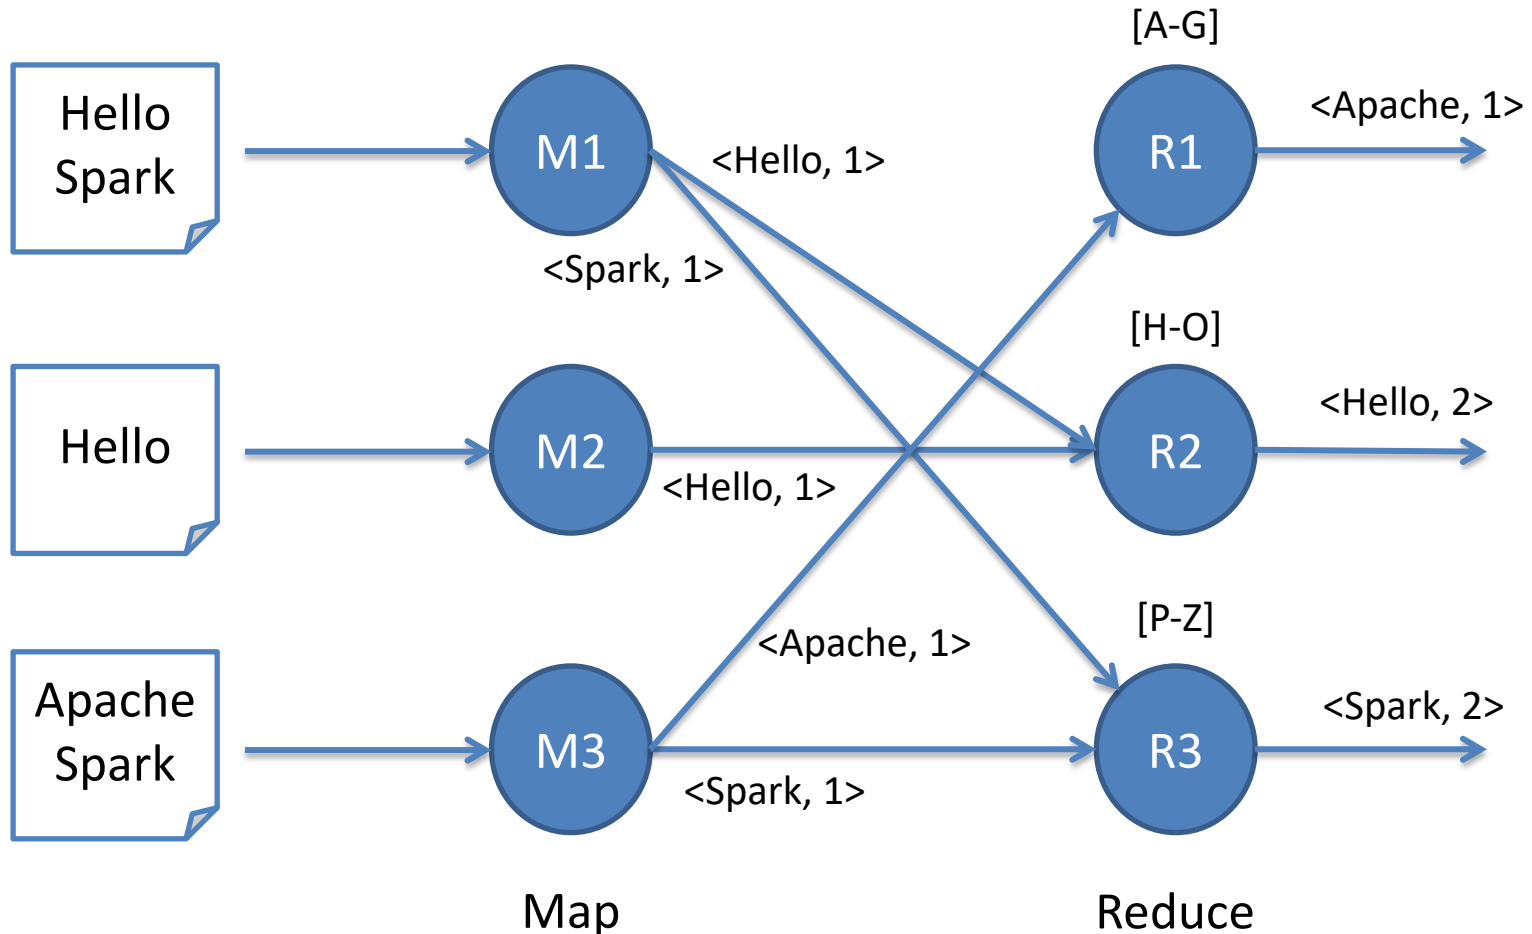 [A-G]
Hello
Spark
M1
<Hello, 1>
<Spark, 1>
R1
<Apache, 1>
[H-O]
Hello
M2
<Hello, 1>
R2
<Hello, 2>
[P-Z]
Apache
Spark
M3
<Apache, 1>
<Spark, 1>
R3
<Spark, 2>
Map
Reduce